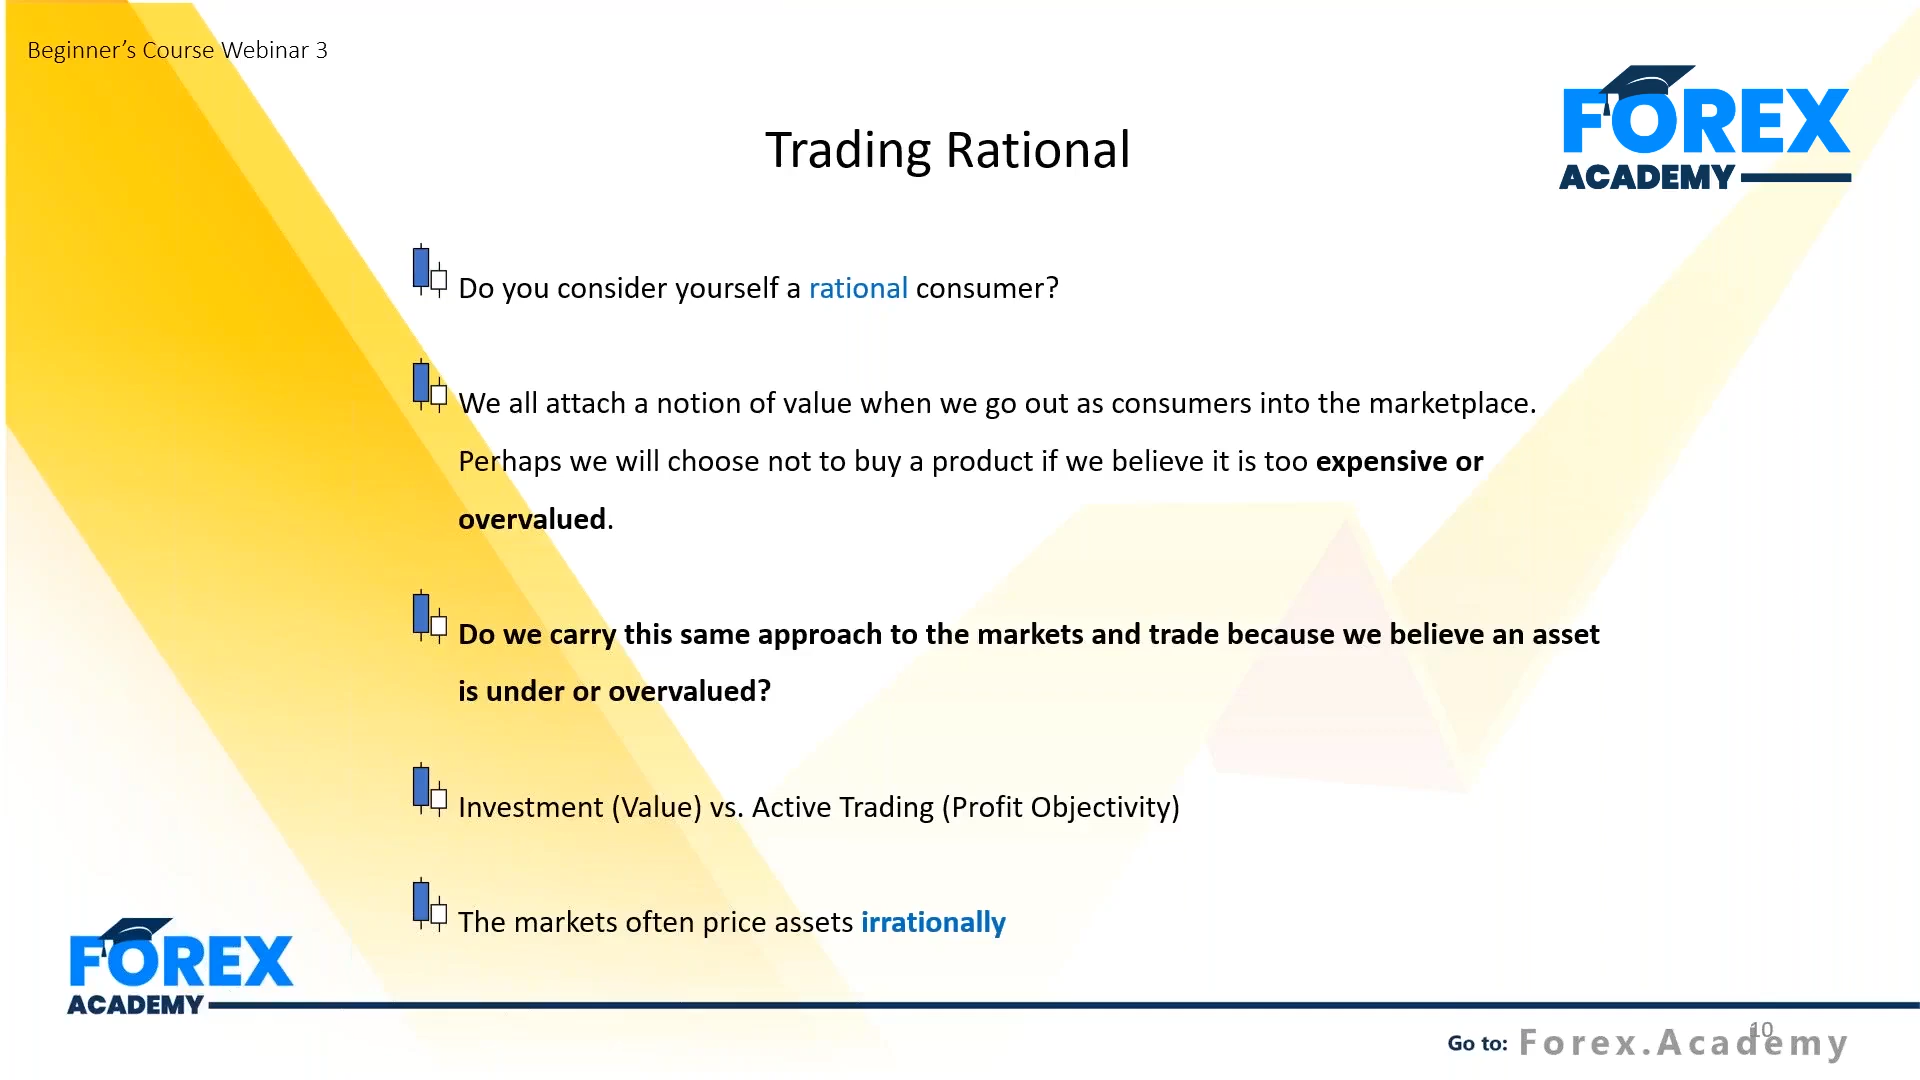 Beginner's Course Webinar 3
FOREX
ACADEMY
Trading Rational
Do you consider yourself a rational consumer?
We all attach a notion of value when we go out as consumers into the marketplace.
Perhaps we will choose not to buy a product if we believe it is too expensive or
overvalued.
Do we carry this same approach to the markets and trade because we believe an asset
is under or overvalued?
Investment (Value) vs. Active Trading (Profit Objectivity)
The markets often price assets irrationally
FOREX
ACADEMY
10
Go to: Forex.Academy